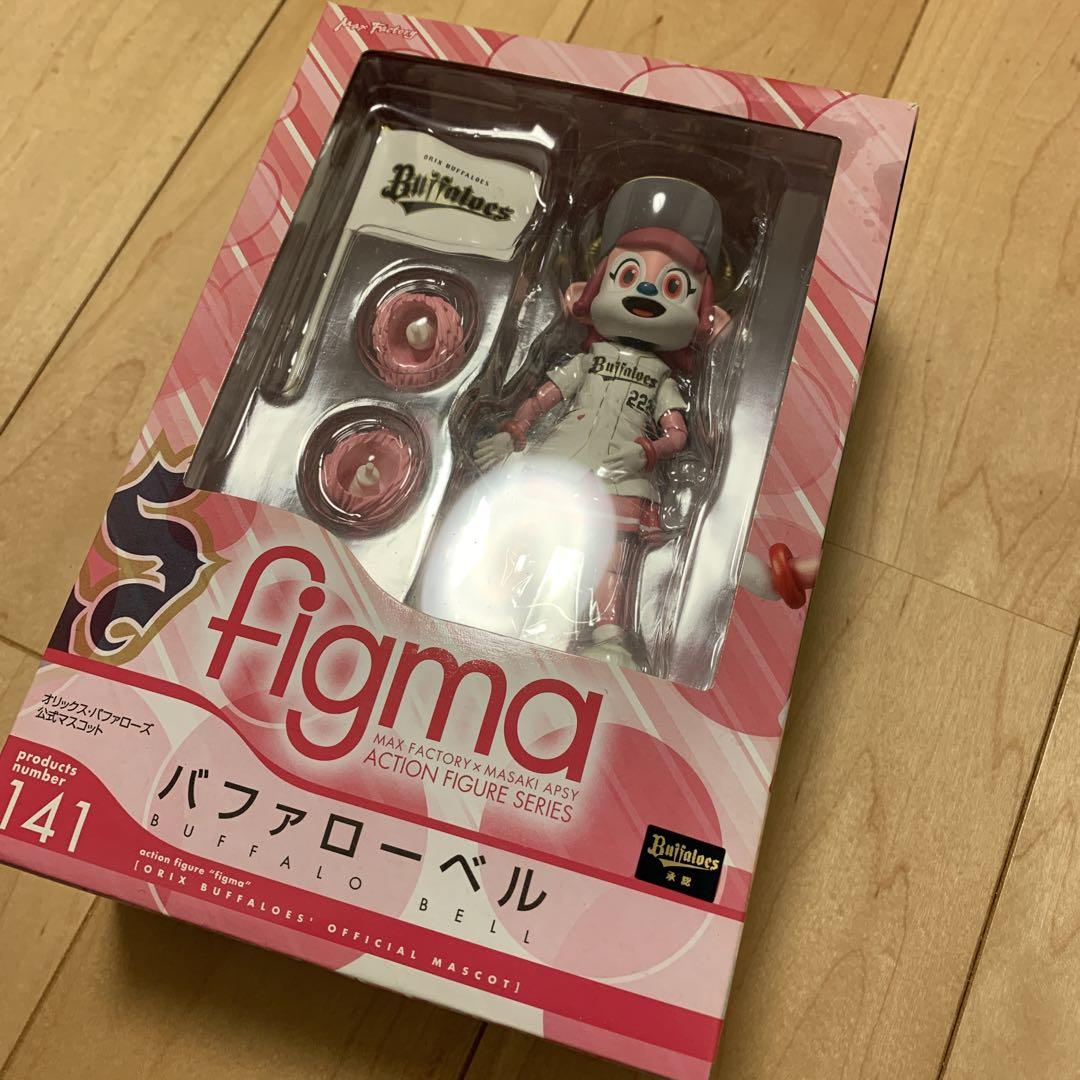 Max Factory
ORIX BUFFALOES
Buffaloes
Buffaloes
222
figma
MAX FACTORY × MASAKI APSY
ACTION FIGURE SERIES
オリックス・バファローズ
公式マスコット
products
number
141
バファローベル
BUFFALO BELL
action figure "figma"
[ORIX BUFFALOES' OFFICIAL MASCOT]
Buffaloes
承認